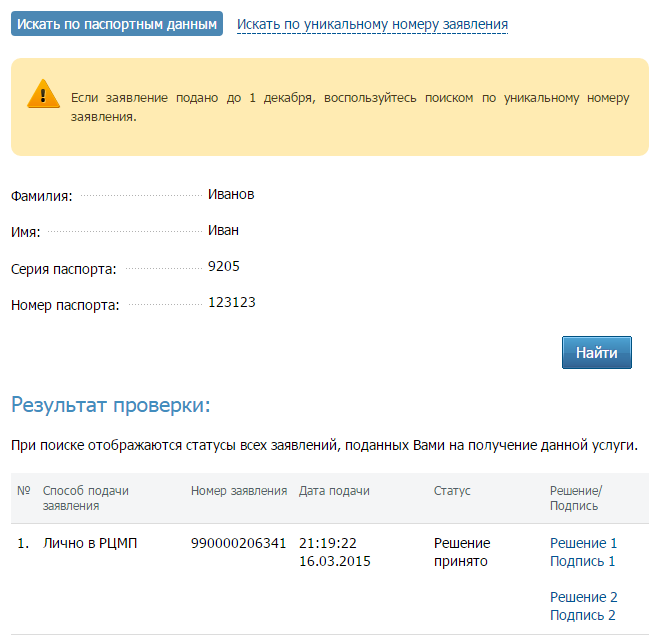 Искать по паспортным данным Искать по уникальному номеру заявления
Если заявление подано до 1 декабря, воспользуйтесь поиском по уникальному номеру
заявления.
Фамилия: Иванов
Имя: Иван
Серия паспорта: 9205
Номер паспорта: 123123
Найти
Результат проверки:
При поиске отображаются статусы всех заявлений, поданных Вами на получение данной услуги.
№ Способ подачи Номер заявления Дата подачи Статус Решение/
заявления Подпись
1. Лично в РЦМП 990000206341 21:19:22 Решение Решение 1
16.03.2015 принято Подпись 1
Решение 2
Подпись 2